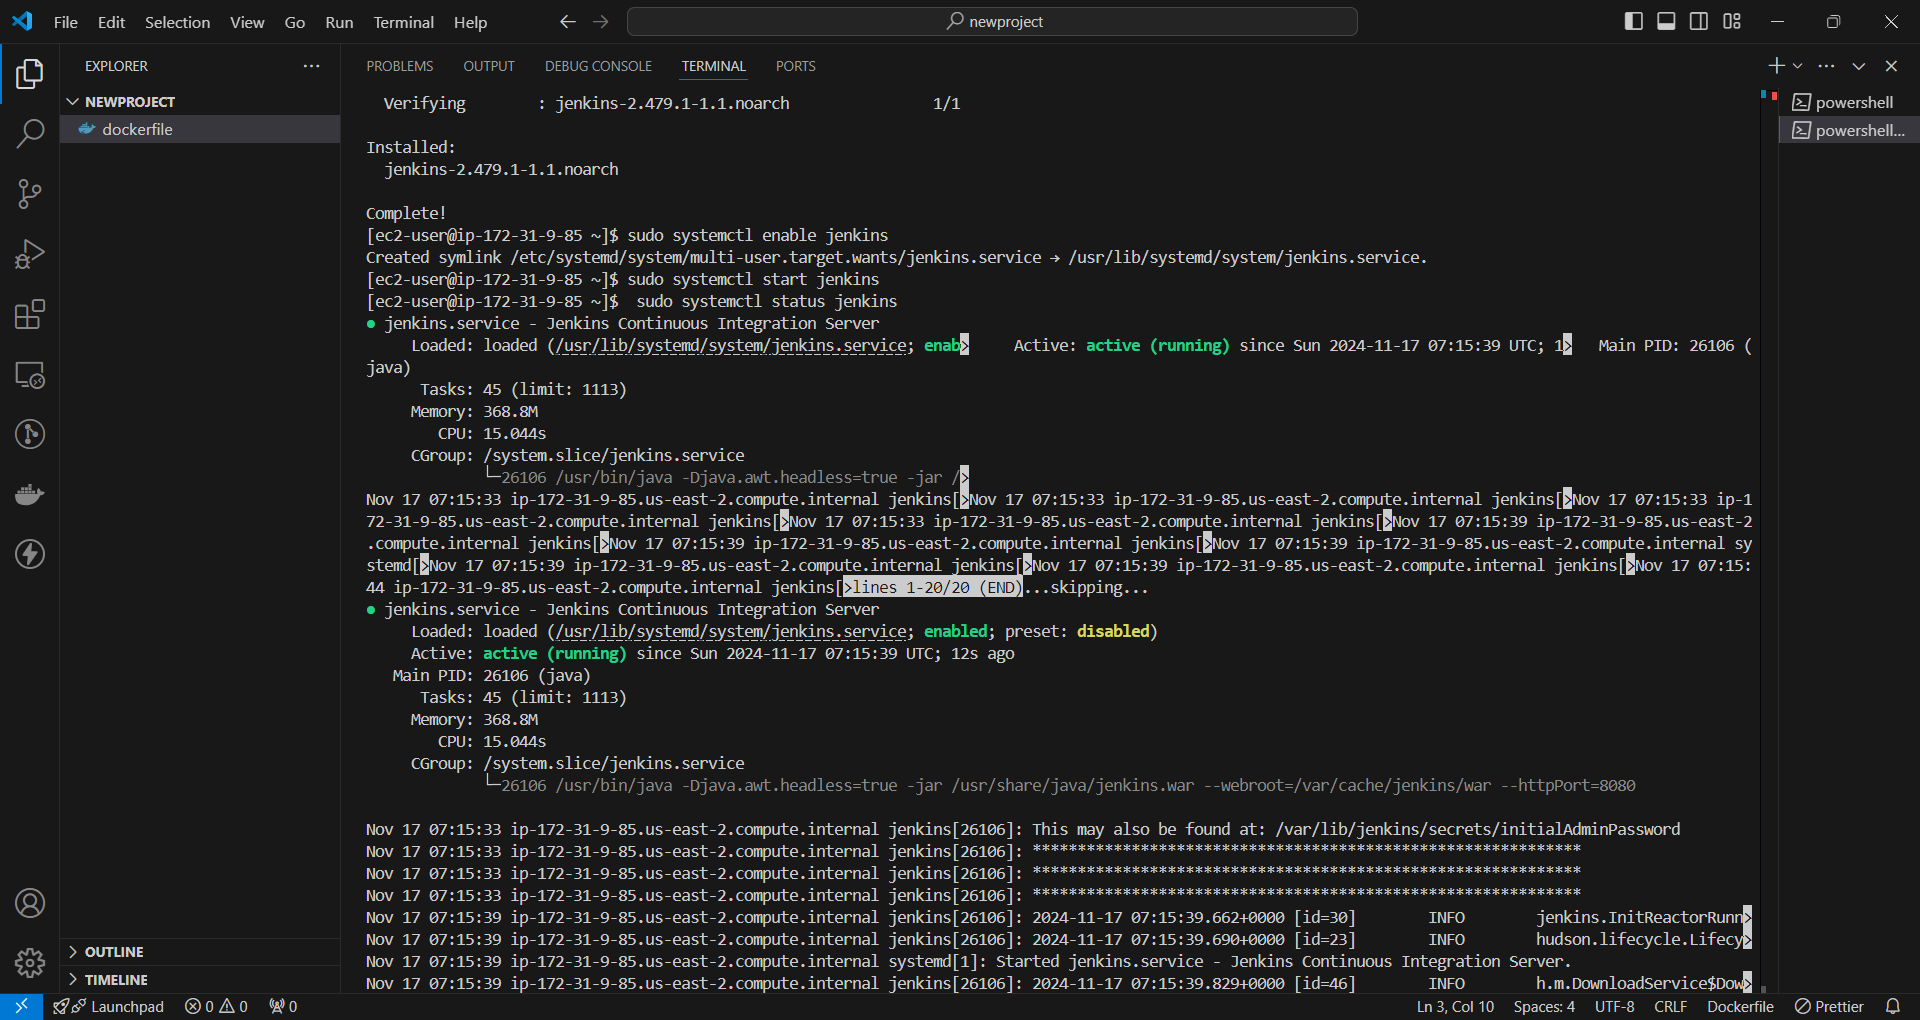 File Edit Selection View Go Run Terminal Help
newproject
EXPLORER
NEWPROJECT
dockerfile
OUTLINE
TIMELINE
PROBLEMS OUTPUT DEBUG CONSOLE TERMINAL PORTS
Verifying : jenkins-2.479.1-1.1.noarch 1/1
Installed:
jenkins-2.479.1-1.1.noarch
Complete!
[ec2-user@ip-172-31-9-85 ~]$ sudo systemctl enable jenkins
Created symlink /etc/systemd/system/multi-user.target.wants/jenkins.service → /usr/lib/systemd/system/jenkins.service.
[ec2-user@ip-172-31-9-85 ~]$ sudo systemctl start jenkins
[ec2-user@ip-172-31-9-85 ~]$  sudo systemctl status jenkins
● jenkins.service - Jenkins Continuous Integration Server
Loaded: loaded (/usr/lib/systemd/system/jenkins.service; enab> Active: active (running) since Sun 2024-11-17 07:15:39 UTC; 1> Main PID: 26106 (
java)
Tasks: 45 (limit: 1113)
Memory: 368.8M
CPU: 15.044s
CGroup: /system.slice/jenkins.service
└─26106 /usr/bin/java -Djava.awt.headless=true -jar />
Nov 17 07:15:33 ip-172-31-9-85.us-east-2.compute.internal jenkins[>Nov 17 07:15:33 ip-172-31-9-85.us-east-2.compute.internal jenkins[>Nov 17 07:15:33 ip-1
72-31-9-85.us-east-2.compute.internal jenkins[>Nov 17 07:15:33 ip-172-31-9-85.us-east-2.compute.internal jenkins[>Nov 17 07:15:39 ip-172-31-9-85.us-east-2
.compute.internal jenkins[>Nov 17 07:15:39 ip-172-31-9-85.us-east-2.compute.internal jenkins[>Nov 17 07:15:39 ip-172-31-9-85.us-east-2.compute.internal sy
stemd[>Nov 17 07:15:39 ip-172-31-9-85.us-east-2.compute.internal jenkins[>Nov 17 07:15:39 ip-172-31-9-85.us-east-2.compute.internal jenkins[>Nov 17 07:15:
44 ip-172-31-9-85.us-east-2.compute.internal jenkins[>lines 1-20/20 (END)...skipping...
● jenkins.service - Jenkins Continuous Integration Server
Loaded: loaded (/usr/lib/systemd/system/jenkins.service; enabled; preset: disabled)
Active: active (running) since Sun 2024-11-17 07:15:39 UTC; 12s ago
Main PID: 26106 (java)
Tasks: 45 (limit: 1113)
Memory: 368.8M
CPU: 15.044s
CGroup: /system.slice/jenkins.service
└─26106 /usr/bin/java -Djava.awt.headless=true -jar /usr/share/java/jenkins.war --webroot=/var/cache/jenkins/war --httpPort=8080
Nov 17 07:15:33 ip-172-31-9-85.us-east-2.compute.internal jenkins[26106]: This may also be found at: /var/lib/jenkins/secrets/initialAdminPassword
Nov 17 07:15:33 ip-172-31-9-85.us-east-2.compute.internal jenkins[26106]: *************************************************************
Nov 17 07:15:33 ip-172-31-9-85.us-east-2.compute.internal jenkins[26106]: *************************************************************
Nov 17 07:15:33 ip-172-31-9-85.us-east-2.compute.internal jenkins[26106]: *************************************************************
Nov 17 07:15:39 ip-172-31-9-85.us-east-2.compute.internal jenkins[26106]: 2024-11-17 07:15:39.662+0000 [id=30] INFO jenkins.InitReactorRunn>
Nov 17 07:15:39 ip-172-31-9-85.us-east-2.compute.internal jenkins[26106]: 2024-11-17 07:15:39.690+0000 [id=23] INFO hudson.lifecycle.Lifecy>
Nov 17 07:15:39 ip-172-31-9-85.us-east-2.compute.internal systemd[1]: Started jenkins.service - Jenkins Continuous Integration Server.
Nov 17 07:15:39 ip-172-31-9-85.us-east-2.compute.internal jenkins[26106]: 2024-11-17 07:15:39.829+0000 [id=46] INFO h.m.DownloadService$Dow>
powershell
powershell...
Launchpad 0 0 0 Ln 3, Col 10 Spaces: 4 UTF-8 CRLF Dockerfile Prettier